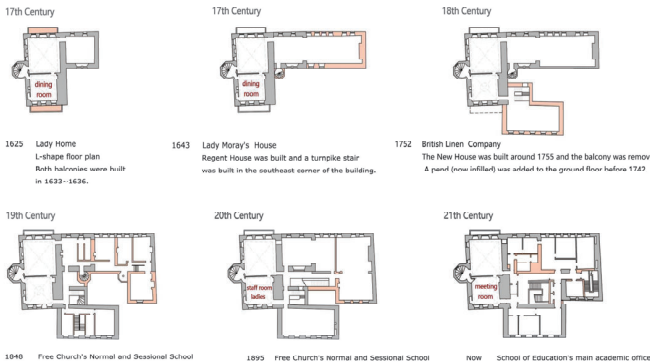 17th Century
dining
room
1625 Lady Home
L-shape floor plan
Both balconies were built
in 1633--1636.
17th Century
dining
room
1643 Lady Moray's House
Regent House was built and a turnpike stair
was built in the southeast corner of the building.
18th Century
1752 British Linen Company
The New House was built around 1755 and the balcony was remov
A pend (now infilled) was added to the ground floor before 1742
19th Century
1848 Free Church's Normal and Sessional School
20th Century
staff room
ladies
1895 Free Church's Normal and Sessional School
21th Century
meeting
room
Now School of Education's main academic office